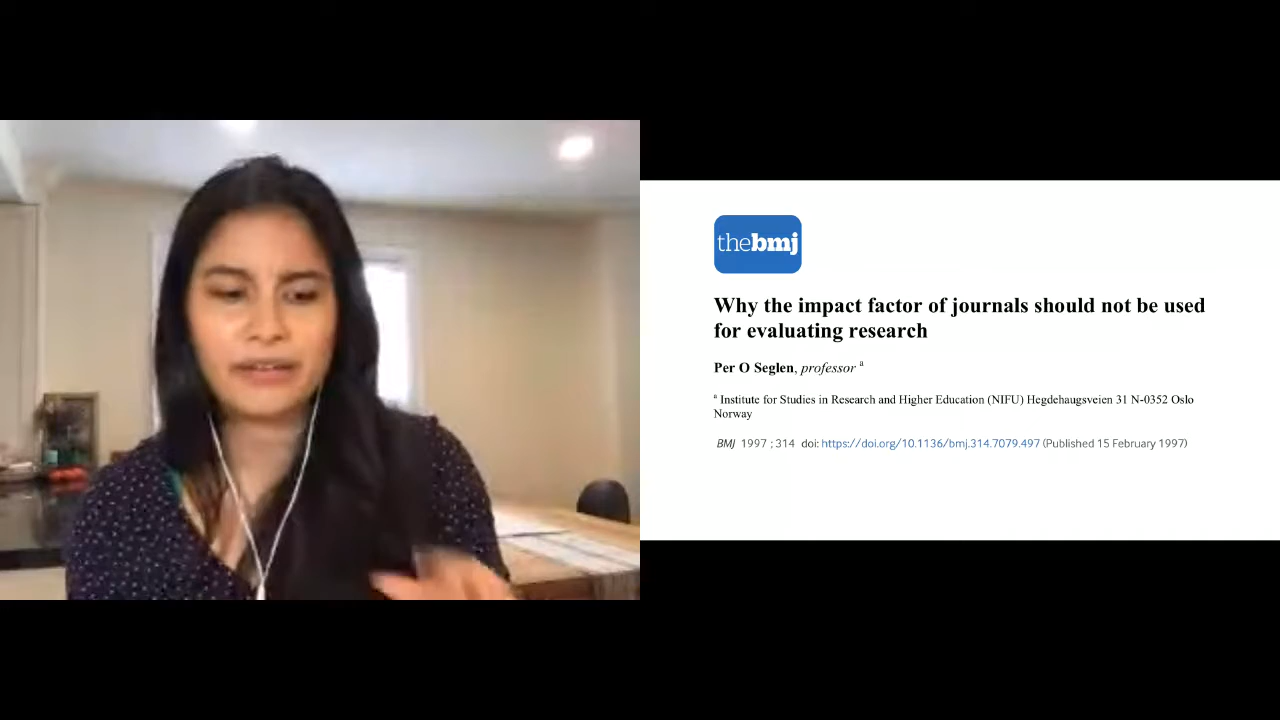 thebmj
Why the impact factor of journals should not be used
for evaluating research
Per O Seglen, professor a
a Institute for Studies in Research and Higher Education (NIFU) Hegdehaugsveien 31 N-0352 Oslo
Norway
BMJ 1997 ; 314 doi: https://doi.org/10.1136/bmj.314.7079.497 (Published 15 February 1997)